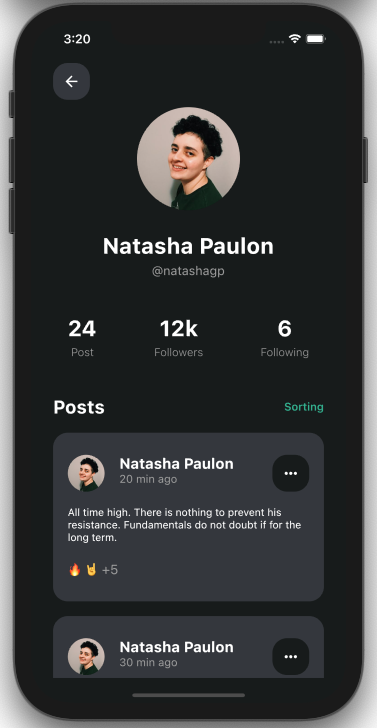 3:20
Natasha Paulon
@natashagp
24 12k 6
Post Followers Following
Posts Sorting
Natasha Paulon
20 min ago
All time high. There is nothing to prevent his
resistance. Fundamentals do not doubt if for the
long term.
+5
Natasha Paulon
30 min ago